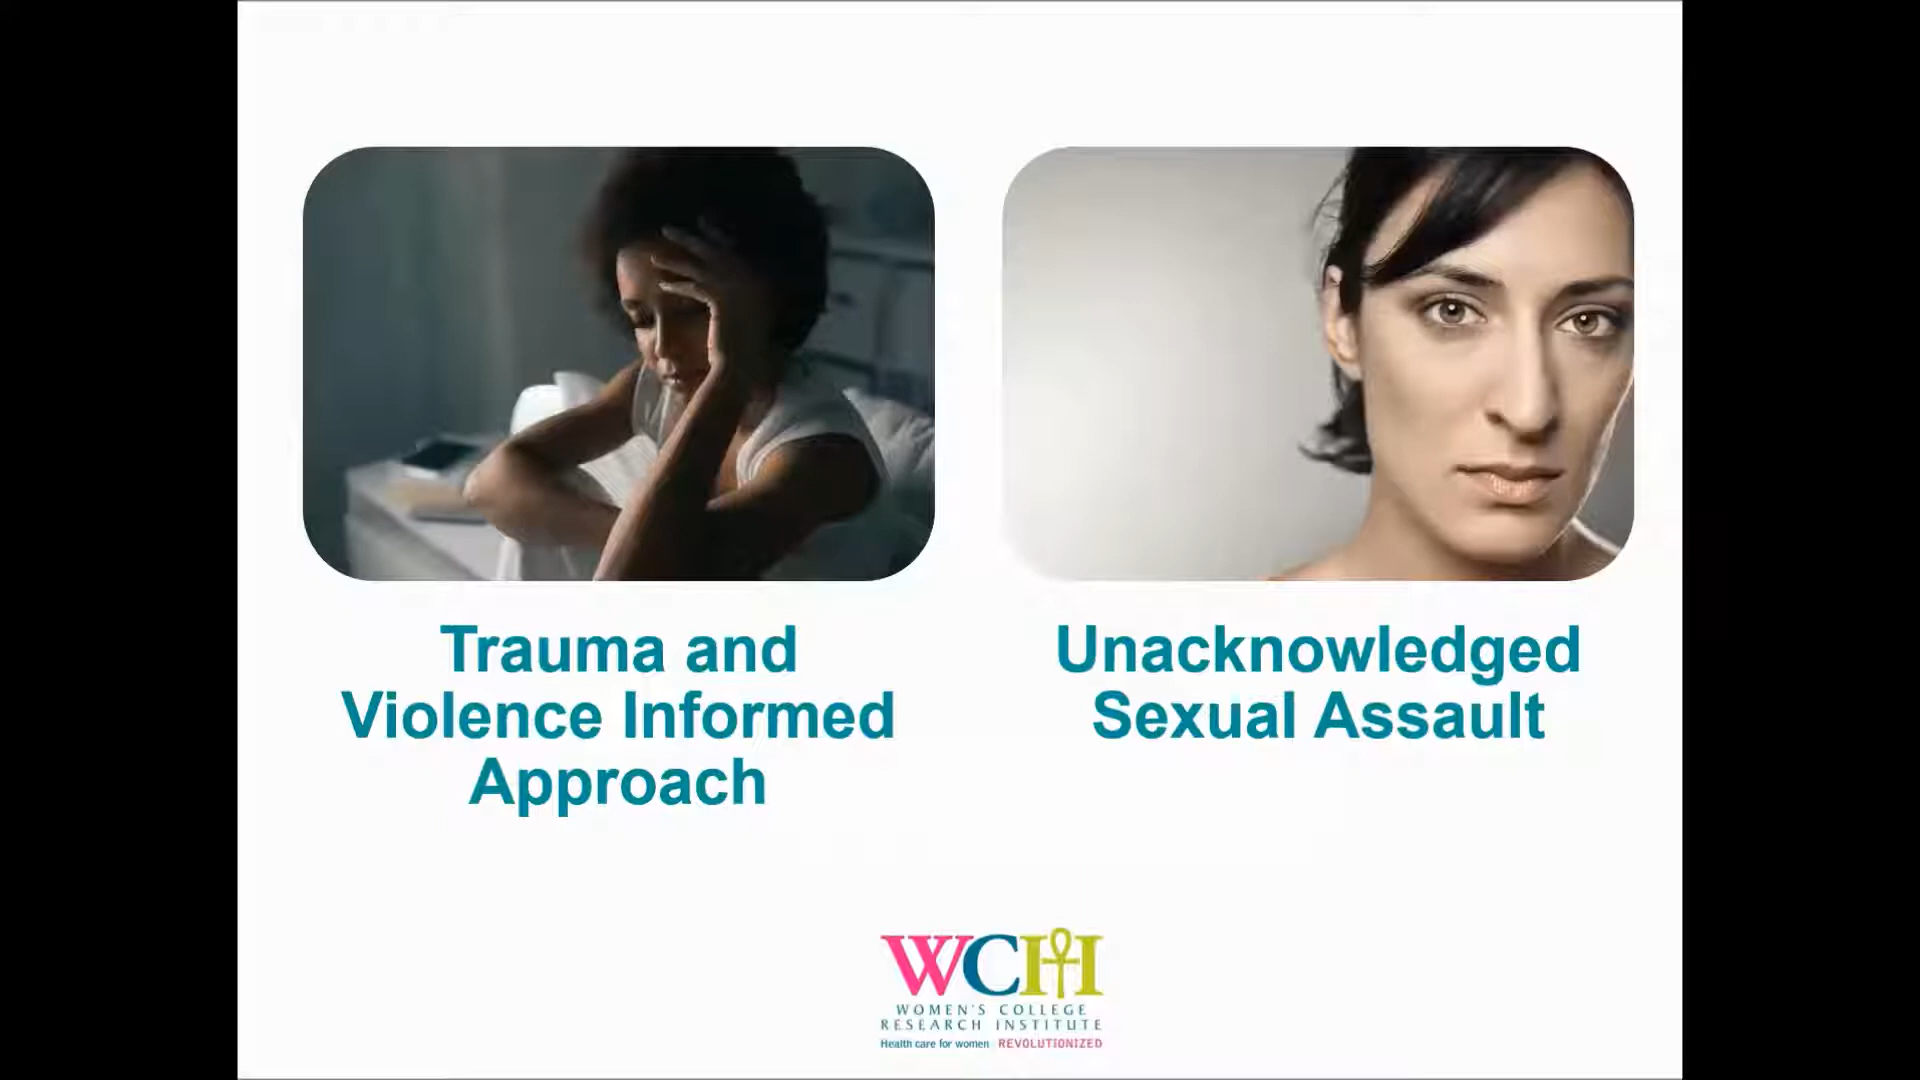 Trauma and
Violence Informed
Approach
Unacknowledged
Sexual Assault
WCHI
WOMEN'S COLLEGE
RESEARCH INSTITUTE
Health care for women REVOLUTIONIZED